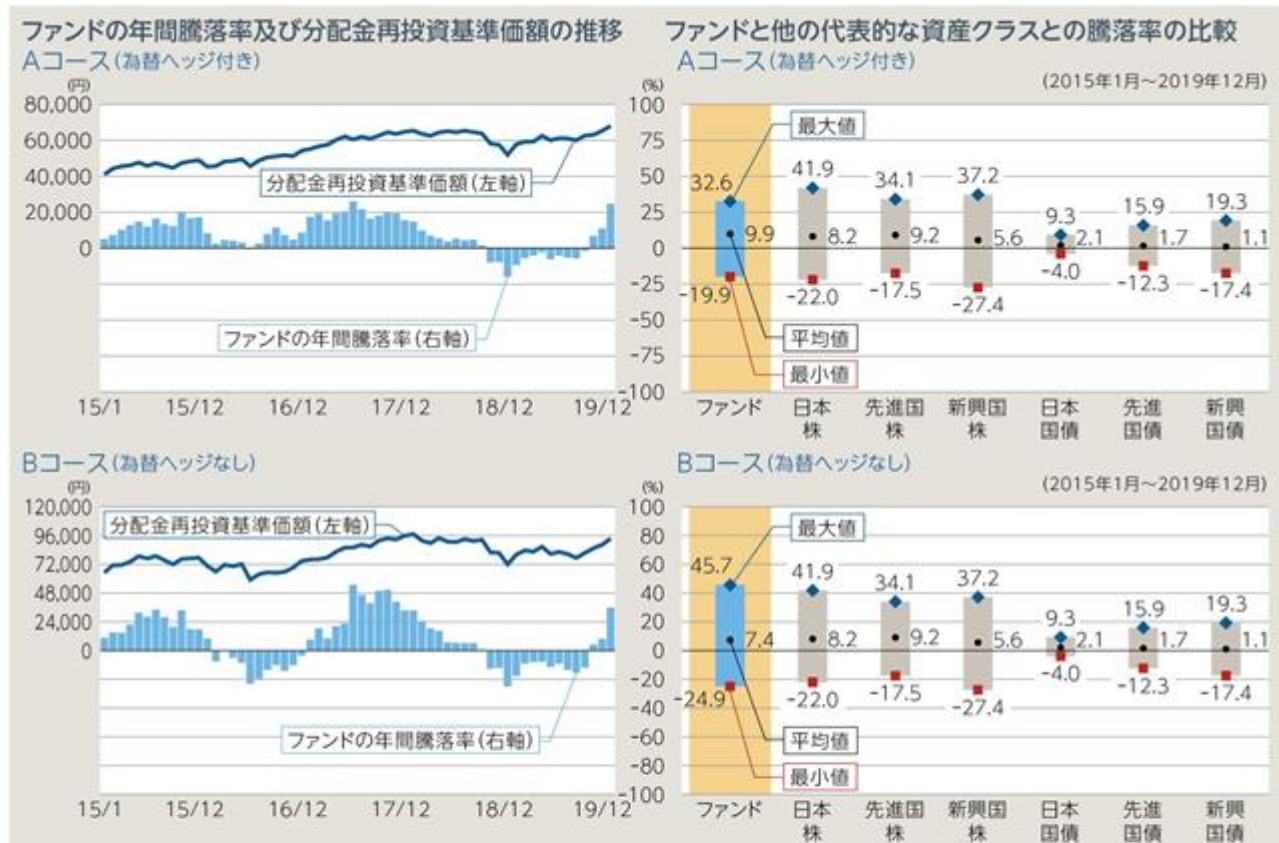 ファンドの年間騰落率及び分配金再投資基準価額の推移
Aコース(為替ヘッジ付き)
(円)
80,000
60,000
40,000
20,000
0
分配金再投資基準価額(左軸)
ファンドの年間騰落率(右軸)
(%)
100
75
50
25
0
-25
-50
-75
-100
15/1 15/12 16/12 17/12 18/12 19/12
ファンドと他の代表的な資産クラスとの騰落率の比較
Aコース(為替ヘッジ付き)
(2015年1月~2019年12月)
最大値
32.6 41.9 34.1 37.2 9.3 15.9 19.3
9.9 8.2 9.2 5.6 2.1 1.7 1.1
-19.9 -22.0 -17.5 -27.4 -4.0 -12.3 -17.4
平均値
最小値
ファンド 日本 先進国 新興国 日本 先進 新興
株 株 株 国債 国債 国債
Bコース(為替ヘッジなし)
(円)
120,000
96,000
72,000
48,000
24,000
0
分配金再投資基準価額(左軸)
ファンドの年間騰落率(右軸)
(%)
100
80
60
40
20
0
-20
-40
-60
-80
-100
15/1 15/12 16/12 17/12 18/12 19/12
Bコース(為替ヘッジなし)
(2015年1月~2019年12月)
最大値
45.7 41.9 34.1 37.2 9.3 15.9 19.3
7.4 8.2 9.2 5.6 2.1 1.7 1.1
-24.9 -22.0 -17.5 -27.4 -4.0 -12.3 -17.4
平均値
最小値
ファンド 日本 先進国 新興国 日本 先進 新興
株 株 株 国債 国債 国債